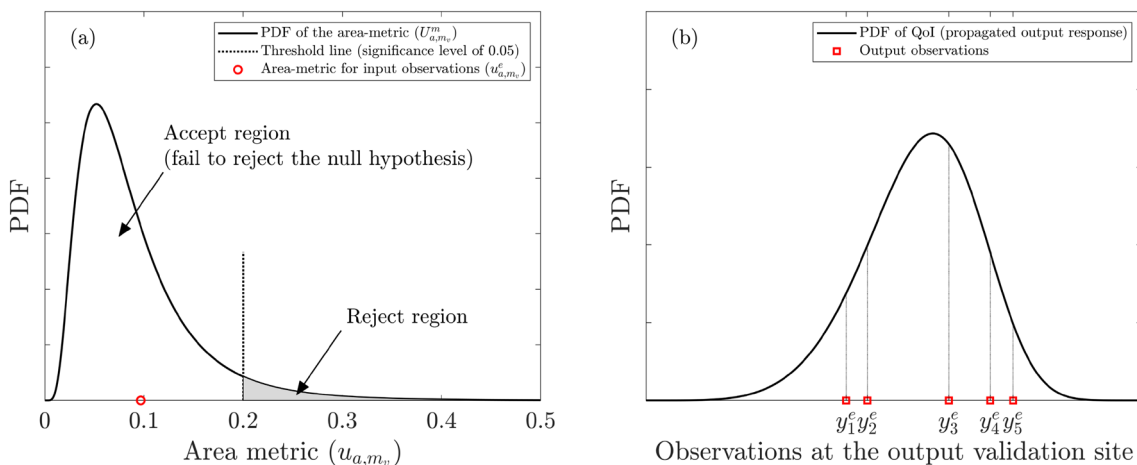 (a)
PDF of the area-metric (U^m_{a,m_v})
Threshold line (significance level of 0.05)
Area-metric for input observations (u^e_{a,m_v})
Accept region
(fail to reject the null hypothesis)
Reject region
PDF
0 0.1 0.2 0.3 0.4 0.5
Area metric (u_{a,m_v})
(b)
PDF of QoI (propagated output response)
Output observations
PDF
y^e_1 y^e_2 y^e_3 y^e_4 y^e_5
Observations at the output validation site